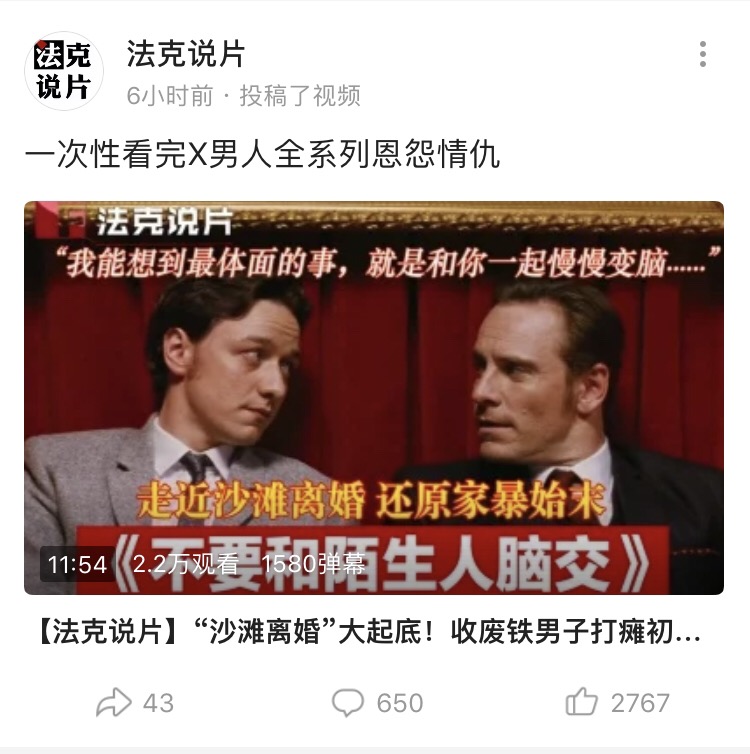 法克
说片
法克说片
6小时前 · 投稿了视频
一次性看完X男人全系列恩怨情仇
法克说片
“我能想到最体面的事，就是和你一起慢慢变脑......”
走近沙滩离婚 还原家暴始末
《不要和陌生人脑交》
11:54 2.2万观看 1580弹幕
【法克说片】“沙滩离婚”大起底！收废铁男子打瘫初...
43 650 2767